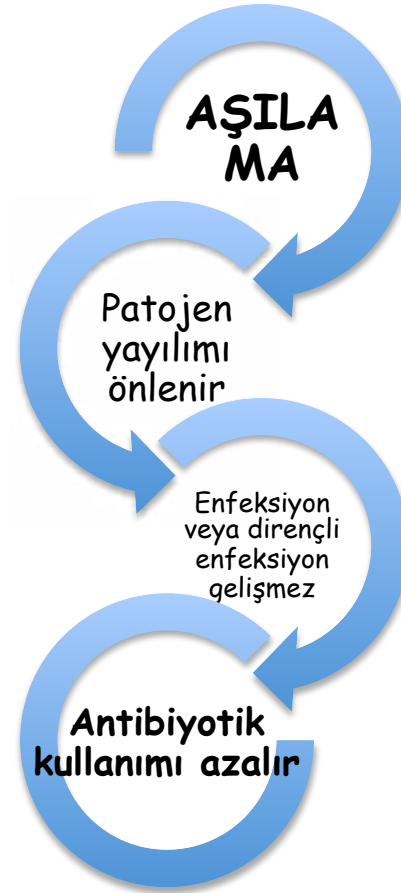 AŞILA
MA
Patojen
yayılımı
önlenir
Enfeksiyon
veya dirençli
enfeksiyon
gelişmez
Antibiyotik
kullanımı azalır